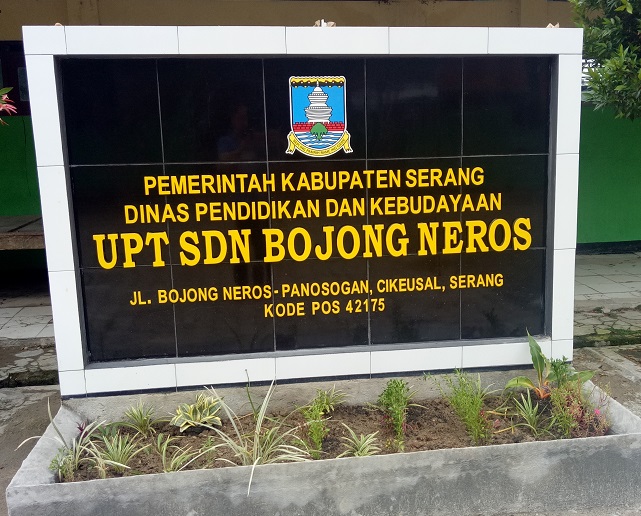 PEMERINTAH KABUPATEN SERANG
DINAS PENDIDIKAN DAN KEBUDAYAAN
UPT SDN BOJONG NEROS
JL. BOJONG NEROS - PANOSOGAN, CIKEUSAL, SERANG
KODE POS 42175